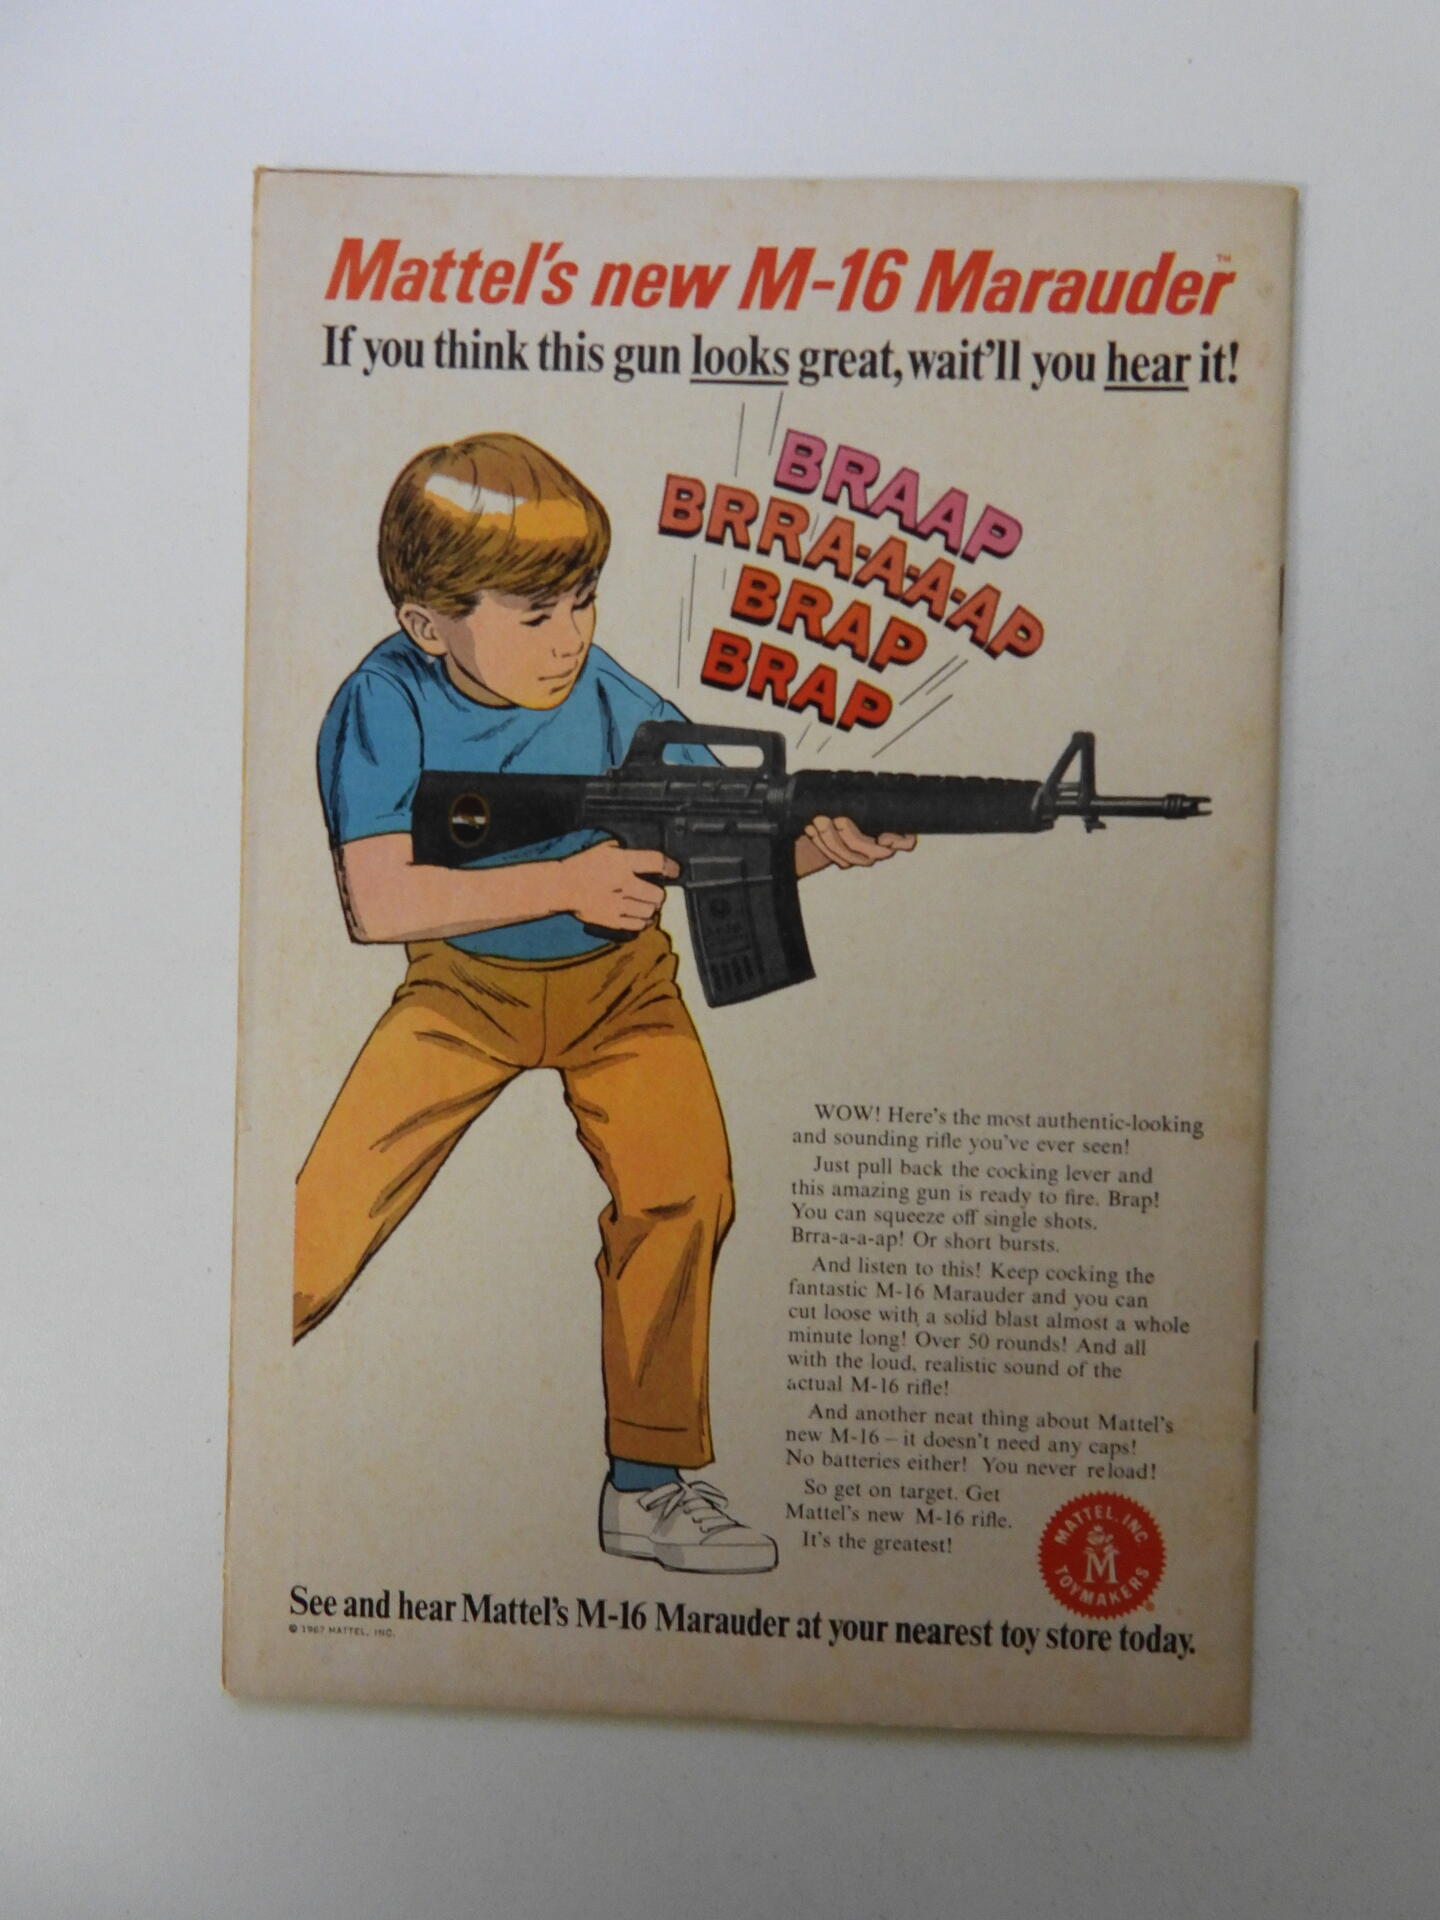 Mattel's new M-16 Marauder™
If you think this gun looks great, wait'll you hear it!
BRAAP
BRRA-A-A-AP
BRAP
BRAP
WOW! Here's the most authentic-looking
and sounding rifle you've ever seen!
Just pull back the cocking lever and
this amazing gun is ready to fire. Brap!
You can squeeze off single shots.
Brra-a-a-ap! Or short bursts.
And listen to this! Keep cocking the
fantastic M-16 Marauder and you can
cut loose with a solid blast almost a whole
minute long! Over 50 rounds! And all
with the loud, realistic sound of the
actual M-16 rifle!
And another neat thing about Mattel's
new M-16 – it doesn't need any caps!
No batteries either! You never reload!
So get on target. Get
Mattel's new M-16 rifle.
It's the greatest!
MATTEL, INC.
M
TOYMAKERS
®
See and hear Mattel's M-16 Marauder at your nearest toy store today.
© 1967 MATTEL, INC.